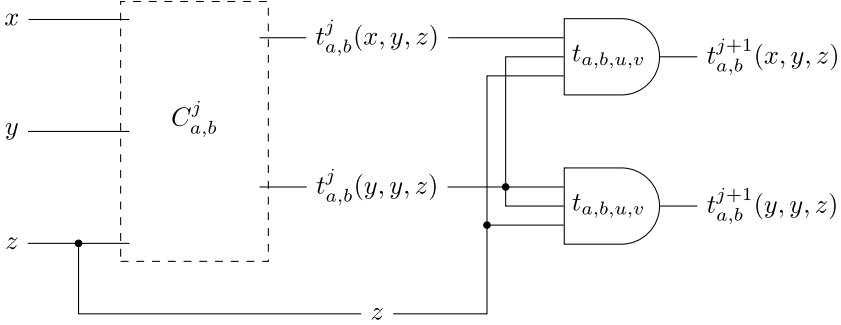 x
t^j_{a,b}(x, y, z)
t_{a,b,u,v}
t^{j+1}_{a,b}(x, y, z)
C^j_{a,b}
y
t^j_{a,b}(y, y, z)
t_{a,b,u,v}
t^{j+1}_{a,b}(y, y, z)
z
z